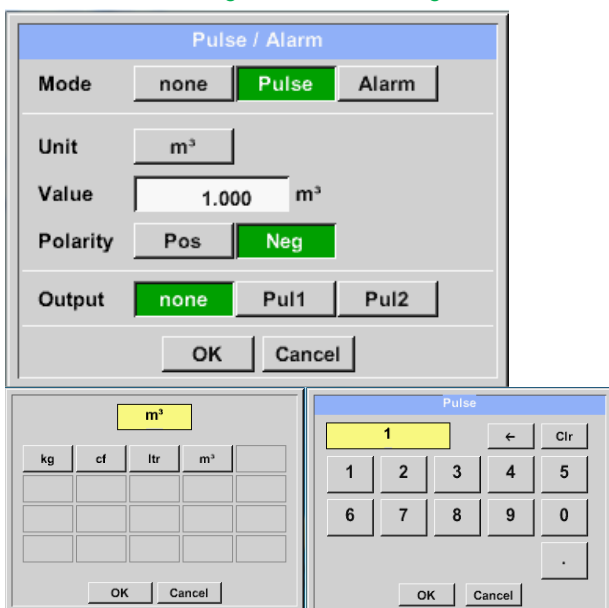 Pulse / Alarm
Mode none Pulse Alarm
Unit m³
Value 1.000 m³
Polarity Pos Neg
Output none Pul1 Pul2
OK Cancel
m³
kg cf ltr m³
OK Cancel
Pulse
1 ← Clr
1 2 3 4 5
6 7 8 9 0
.
OK Cancel